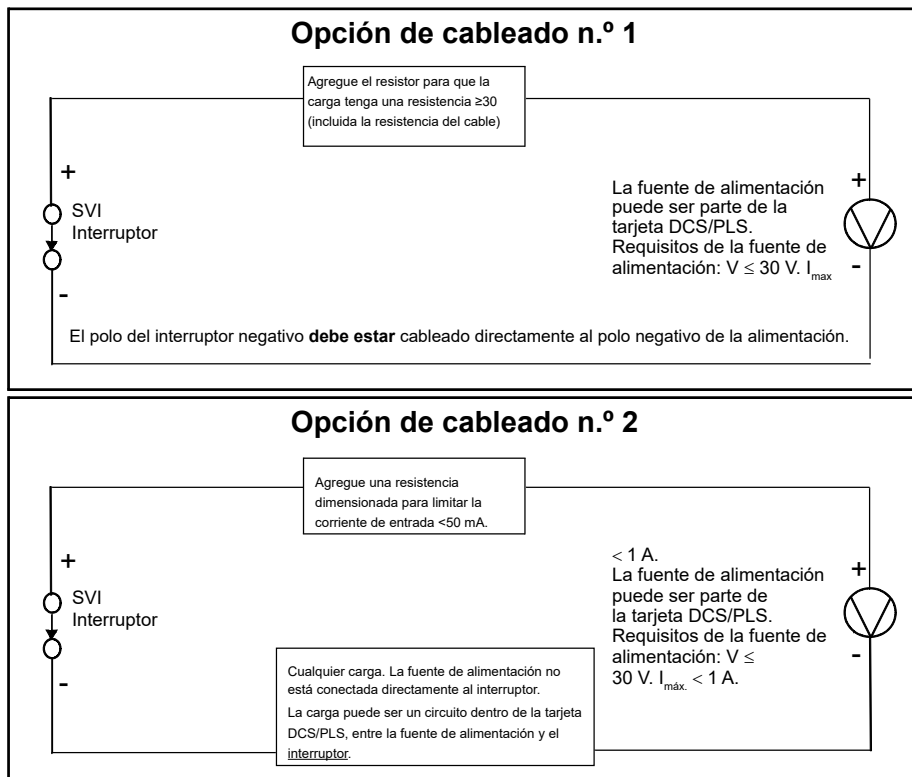 Opción de cableado n.º 1
Agregue el resistor para que la
carga tenga una resistencia ≥30
(incluida la resistencia del cable)
+
SVI
Interruptor
-
La fuente de alimentación
puede ser parte de la
tarjeta DCS/PLS.
Requisitos de la fuente de
alimentación: V ≤ 30 V. Imax
+
-
El polo del interruptor negativo debe estar cableado directamente al polo negativo de la alimentación.
Opción de cableado n.º 2
Agregue una resistencia
dimensionada para limitar la
corriente de entrada <50 mA.
+
SVI
Interruptor
-
< 1 A.
La fuente de alimentación
puede ser parte de
la tarjeta DCS/PLS.
Requisitos de la fuente de
alimentación: V ≤
30 V. Imáx. < 1 A.
+
-
Cualquier carga. La fuente de alimentación no
está conectada directamente al interruptor.
La carga puede ser un circuito dentro de la tarjeta
DCS/PLS, entre la fuente de alimentación y el
interruptor.